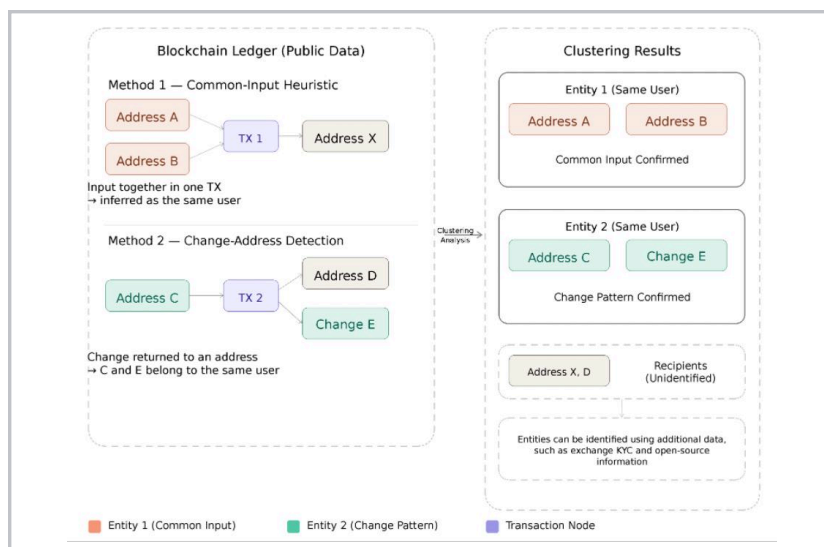 Blockchain Ledger (Public Data)
Method 1 — Common-Input Heuristic
Address A
Address B
TX 1
Address X
Input together in one TX
→ inferred as the same user
Method 2 — Change-Address Detection
Address C
TX 2
Address D
Change E
Change returned to an address
→ C and E belong to the same user
Clustering
Analysis
Clustering Results
Entity 1 (Same User)
Address A
Address B
Common Input Confirmed
Entity 2 (Same User)
Address C
Change E
Change Pattern Confirmed
Address X, D
Recipients
(Unidentified)
Entities can be identified using additional data,
such as exchange KYC and open-source
information
Entity 1 (Common Input)
Entity 2 (Change Pattern)
Transaction Node